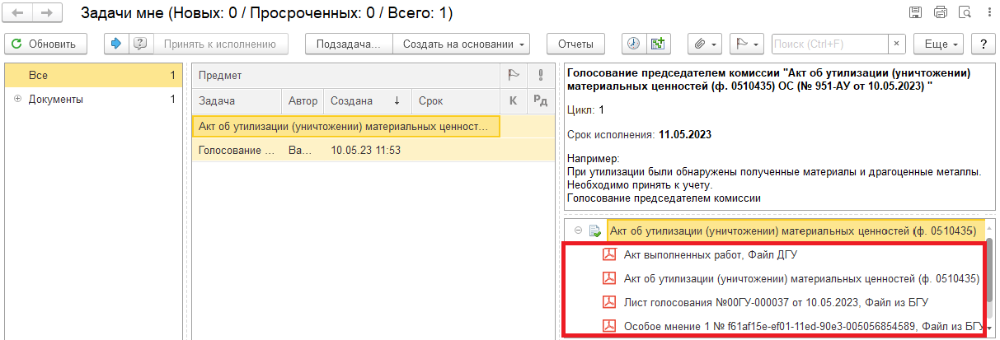 Задачи мне (Новых: 0 / Просроченных: 0 / Всего: 1)
Обновить
Принять к исполнению
Подзадача...
Создать на основании
Отчеты
Поиск (Ctrl+F)
×
Еще
?
Все 1
Документы 1
Предмет
Задача Автор Создана ↓ Срок К Рд
Акт об утилизации (уничтожении) материальных ценност...
Голосование ... Ва... 10.05.23 11:53
Голосование председателем комиссии "Акт об утилизации (уничтожении)
материальных ценностей (ф. 0510435) ОС (№ 951-АУ от 10.05.2023) "
Цикл: 1
Срок исполнения: 11.05.2023
Например:
При утилизации были обнаружены полученные материалы и драгоценные металлы.
Необходимо принять к учету.
Голосование председателем комиссии
Акт об утилизации (уничтожении) материальных ценностей (ф. 0510435)
Акт выполненных работ, Файл ДГУ
Акт об утилизации (уничтожении) материальных ценностей (ф. 0510435)
Лист голосования №00ГУ-000037 от 10.05.2023, Файл из БГУ
Особое мнение 1 № f61af15e-ef01-11ed-90e3-005056854589, Файл из БГУ